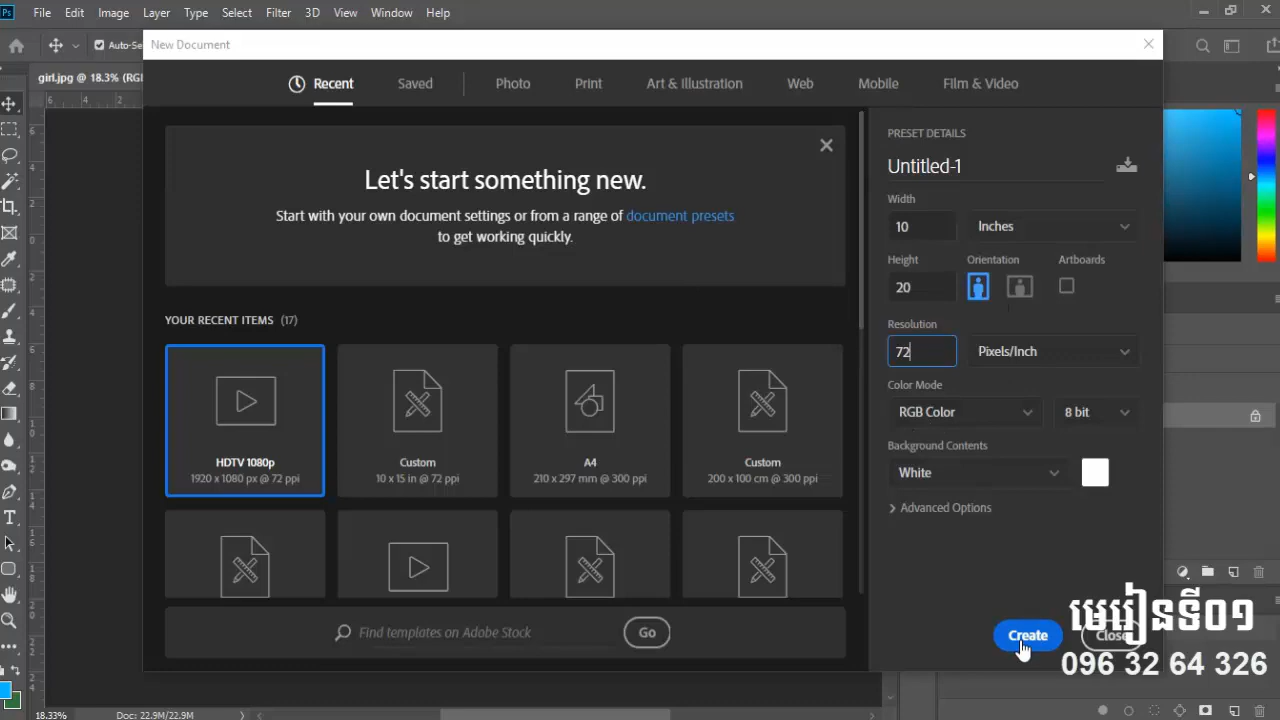 Ps File Edit Image Layer Type Select Filter 3D View Window Help
Auto-Se
New Document
girl.jpg @ 18.3% (RG
Recent Saved Photo Print Art & Illustration Web Mobile Film & Video
Let's start something new.
Start with your own document settings or from a range of document presets
to get working quickly.
YOUR RECENT ITEMS (17)
HDTV 1080p
1920 x 1080 px @ 72 ppi
Custom
10 x 15 in @ 72 ppi
A4
210 x 297 mm @ 300 ppi
Custom
200 x 100 cm @ 300 ppi
Find templates on Adobe Stock Go
PRESET DETAILS
Untitled-1
Width
10 Inches
Height Orientation Artboards
20
Resolution
72 Pixels/Inch
Color Mode
RGB Color 8 bit
Background Contents
White
Advanced Options
Create Close
មេរៀនទី០១
096 32 64 326
18.33% Doc: 22.9M/22.9M